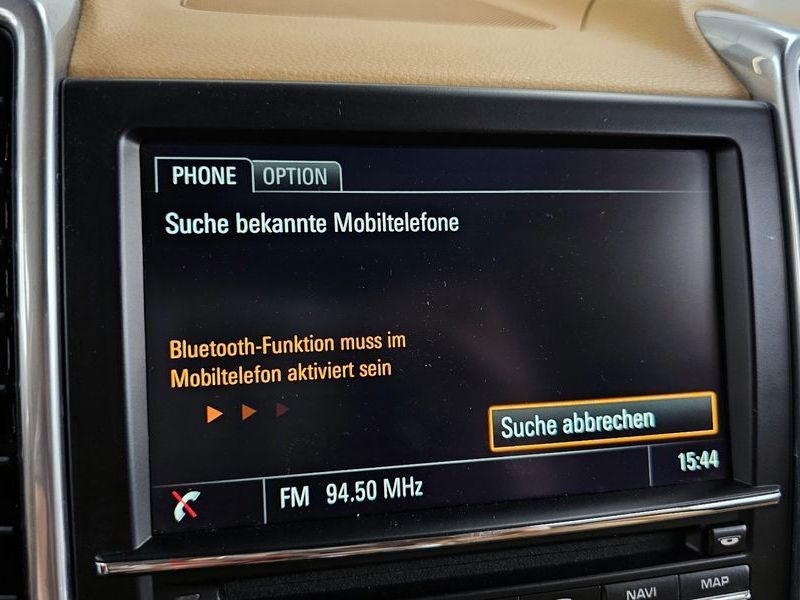 PHONE OPTION
Suche bekannte Mobiltelefone
Bluetooth-Funktion muss im
Mobiltelefon aktiviert sein
Suche abbrechen
FM 94.50 MHz 15:44
NAVI MAP